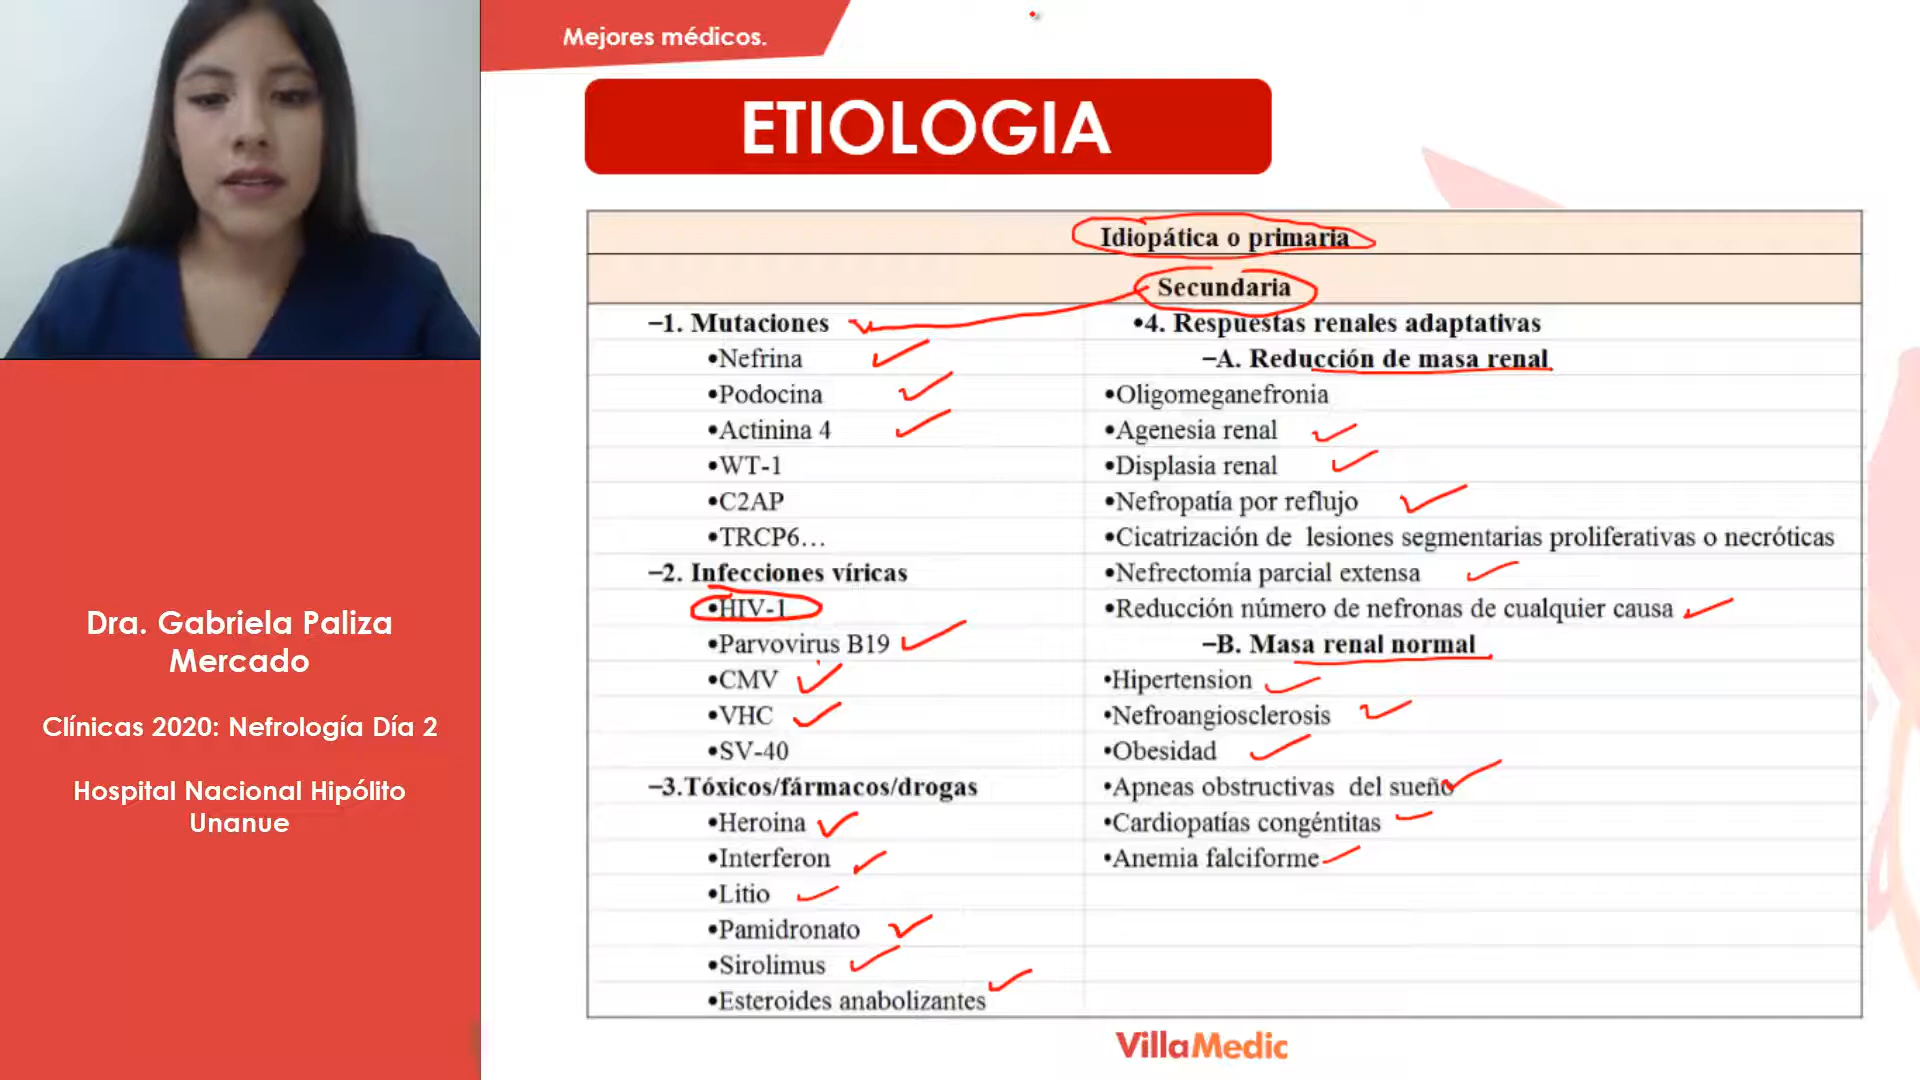 Mejores médicos.
ETIOLOGIA
Idiopática o primaria
Secundaria
–1. Mutaciones
•Nefrina
•Podocina
•Actinina 4
•WT-1
•C2AP
•TRCP6…
–2. Infecciones víricas
•HIV-1
•Parvovirus B19
•CMV
•VHC
•SV-40
–3.Tóxicos/fármacos/drogas
•Heroina
•Interferon
•Litio
•Pamidronato
•Sirolimus
•Esteroides anabolizantes
•4. Respuestas renales adaptativas
–A. Reducción de masa renal
•Oligomeganefronia
•Agenesia renal
•Displasia renal
•Nefropatía por reflujo
•Cicatrización de lesiones segmentarias proliferativas o necróticas
•Nefrectomía parcial extensa
•Reducción número de nefronas de cualquier causa
–B. Masa renal normal
•Hipertension
•Nefroangiosclerosis
•Obesidad
•Apneas obstructivas del sueño
•Cardiopatías congéntitas
•Anemia falciforme
Dra. Gabriela Paliza
Mercado
Clínicas 2020: Nefrología Día 2
Hospital Nacional Hipólito
Unanue
VillaMedic